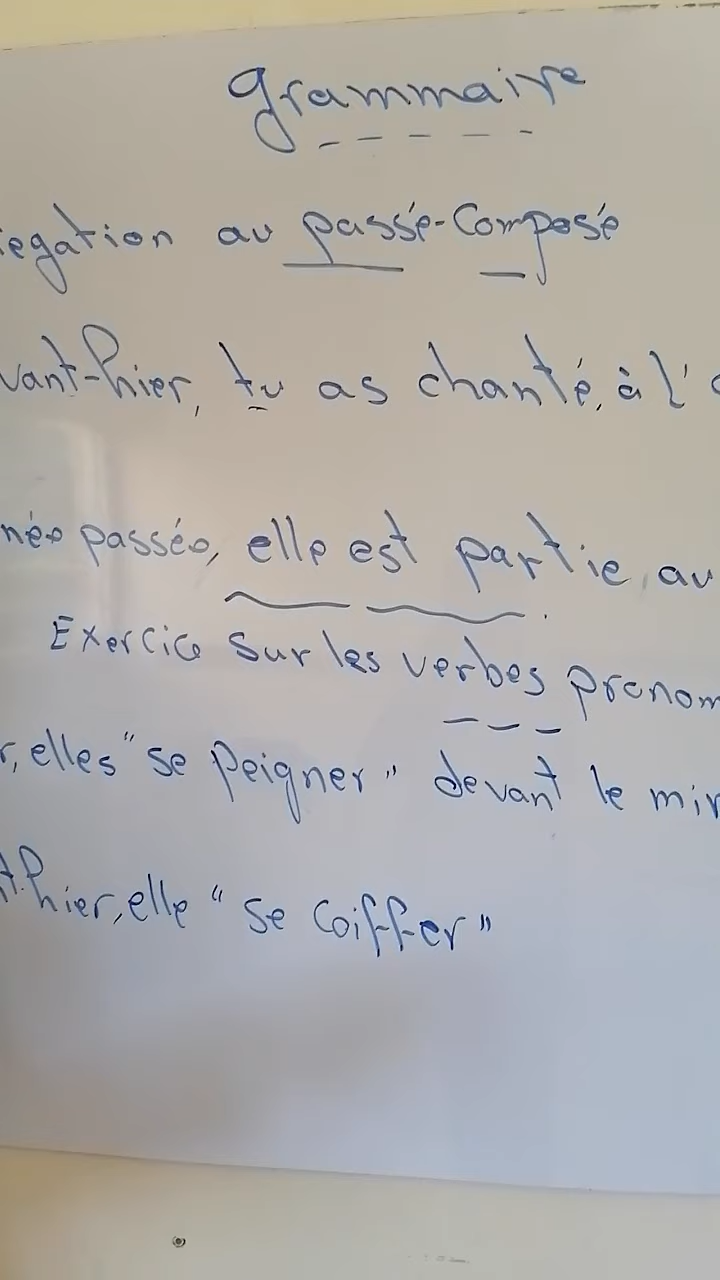 Grammaire
egation au passé-Composé
vant-hier, tu as chanté, à l'
née passée, elle est partie, au
Exercice sur les verbes pronom
r, elles "se peigner" devant le mir
t-hier, elle "se coiffer"